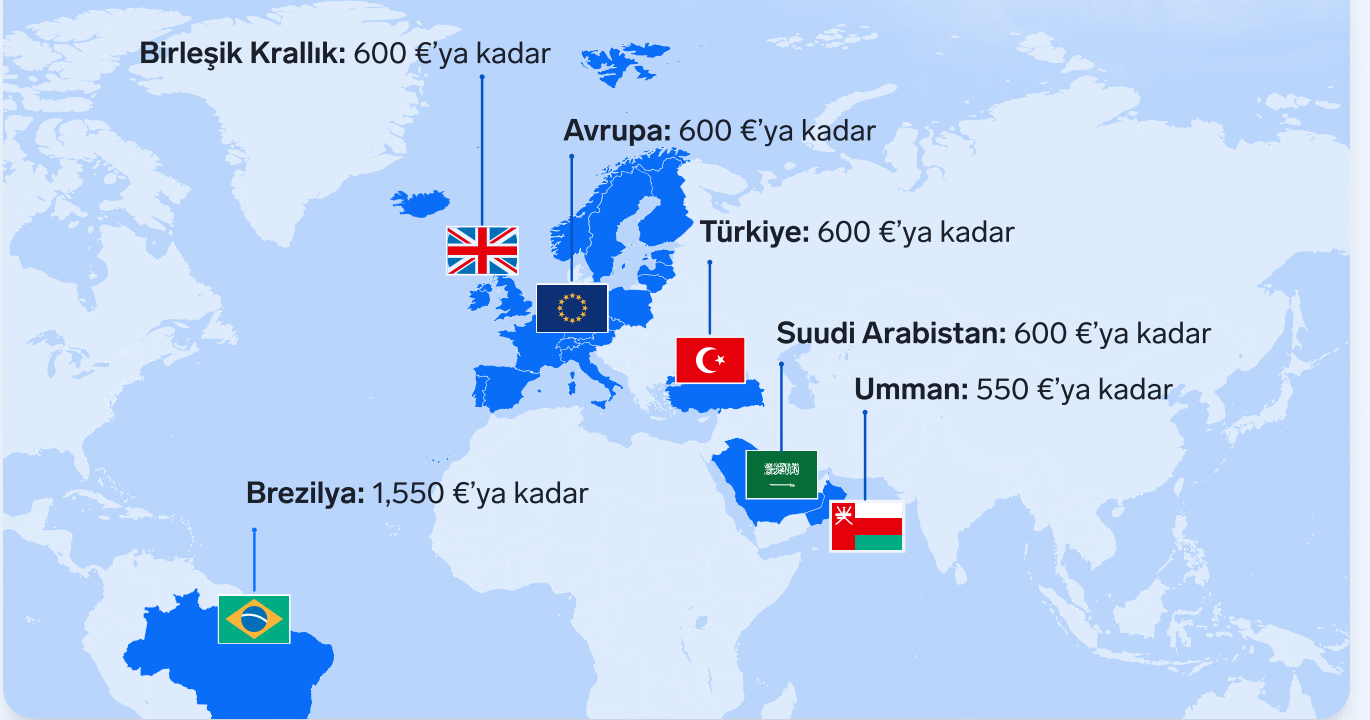 Birleşik Krallık: 600 €’ya kadar
Avrupa: 600 €’ya kadar
Türkiye: 600 €’ya kadar
Suudi Arabistan: 600 €’ya kadar
Umman: 550 €’ya kadar
Brezilya: 1,550 €’ya kadar